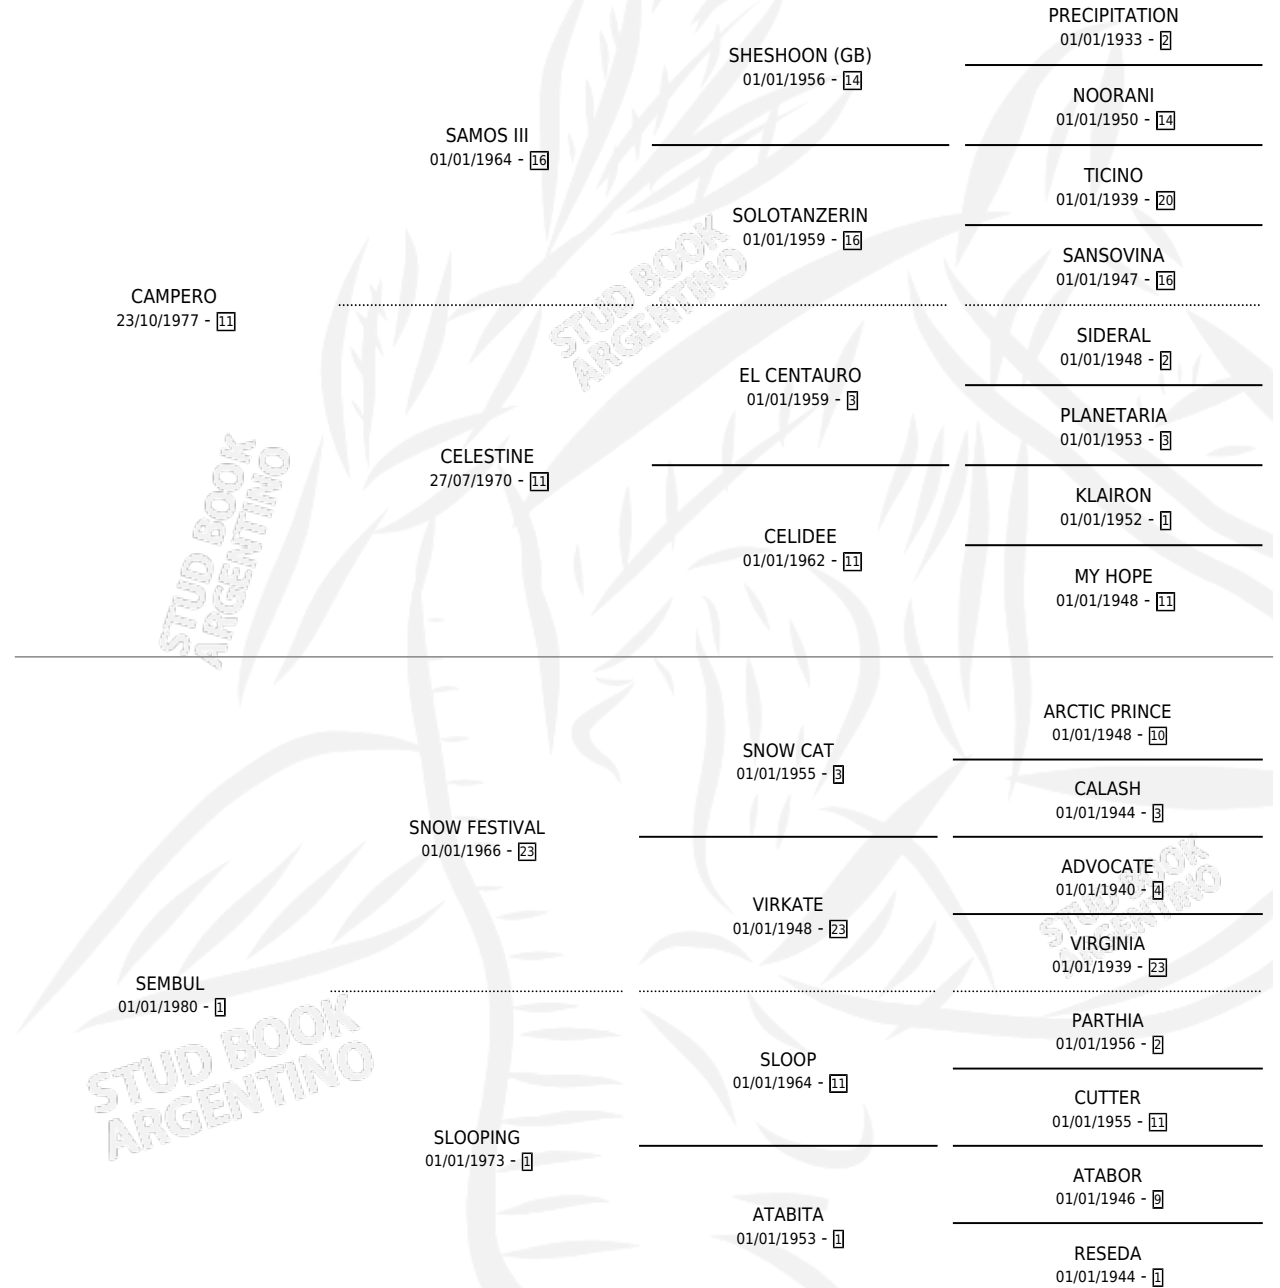 PRECIPITATION
01/01/1933 - 2
SHESHOON (GB)
01/01/1956 - 14
NOORANI
01/01/1950 - 14
SAMOS III
01/01/1964 - 16
TICINO
01/01/1939 - 20
SOLOTANZERIN
01/01/1959 - 16
SANSOVINA
01/01/1947 - 16
CAMPERO
23/10/1977 - 11
SIDERAL
01/01/1948 - 2
EL CENTAURO
01/01/1959 - 3
PLANETARIA
01/01/1953 - 3
CELESTINE
27/07/1970 - 11
KLAIRON
01/01/1952 - 1
CELIDEE
01/01/1962 - 11
MY HOPE
01/01/1948 - 11
STUD BOOK
ARGENTINO
STUD BOOK
ARGENTINO
ARCTIC PRINCE
01/01/1948 - 10
SNOW CAT
01/01/1955 - 3
CALASH
01/01/1944 - 3
SNOW FESTIVAL
01/01/1966 - 23
ADVOCATE
01/01/1940 - 4
VIRKATE
01/01/1948 - 23
VIRGINIA
01/01/1939 - 23
SEMBUL
01/01/1980 - 1
PARTHIA
01/01/1956 - 2
SLOOP
01/01/1964 - 11
CUTTER
01/01/1955 - 11
SLOOPING
01/01/1973 - 1
ATABOR
01/01/1946 - 9
ATABITA
01/01/1953 - 1
RESEDA
01/01/1944 - 1
STUD BOOK
ARGENTINO
STUD BOOK
ARGENTINO